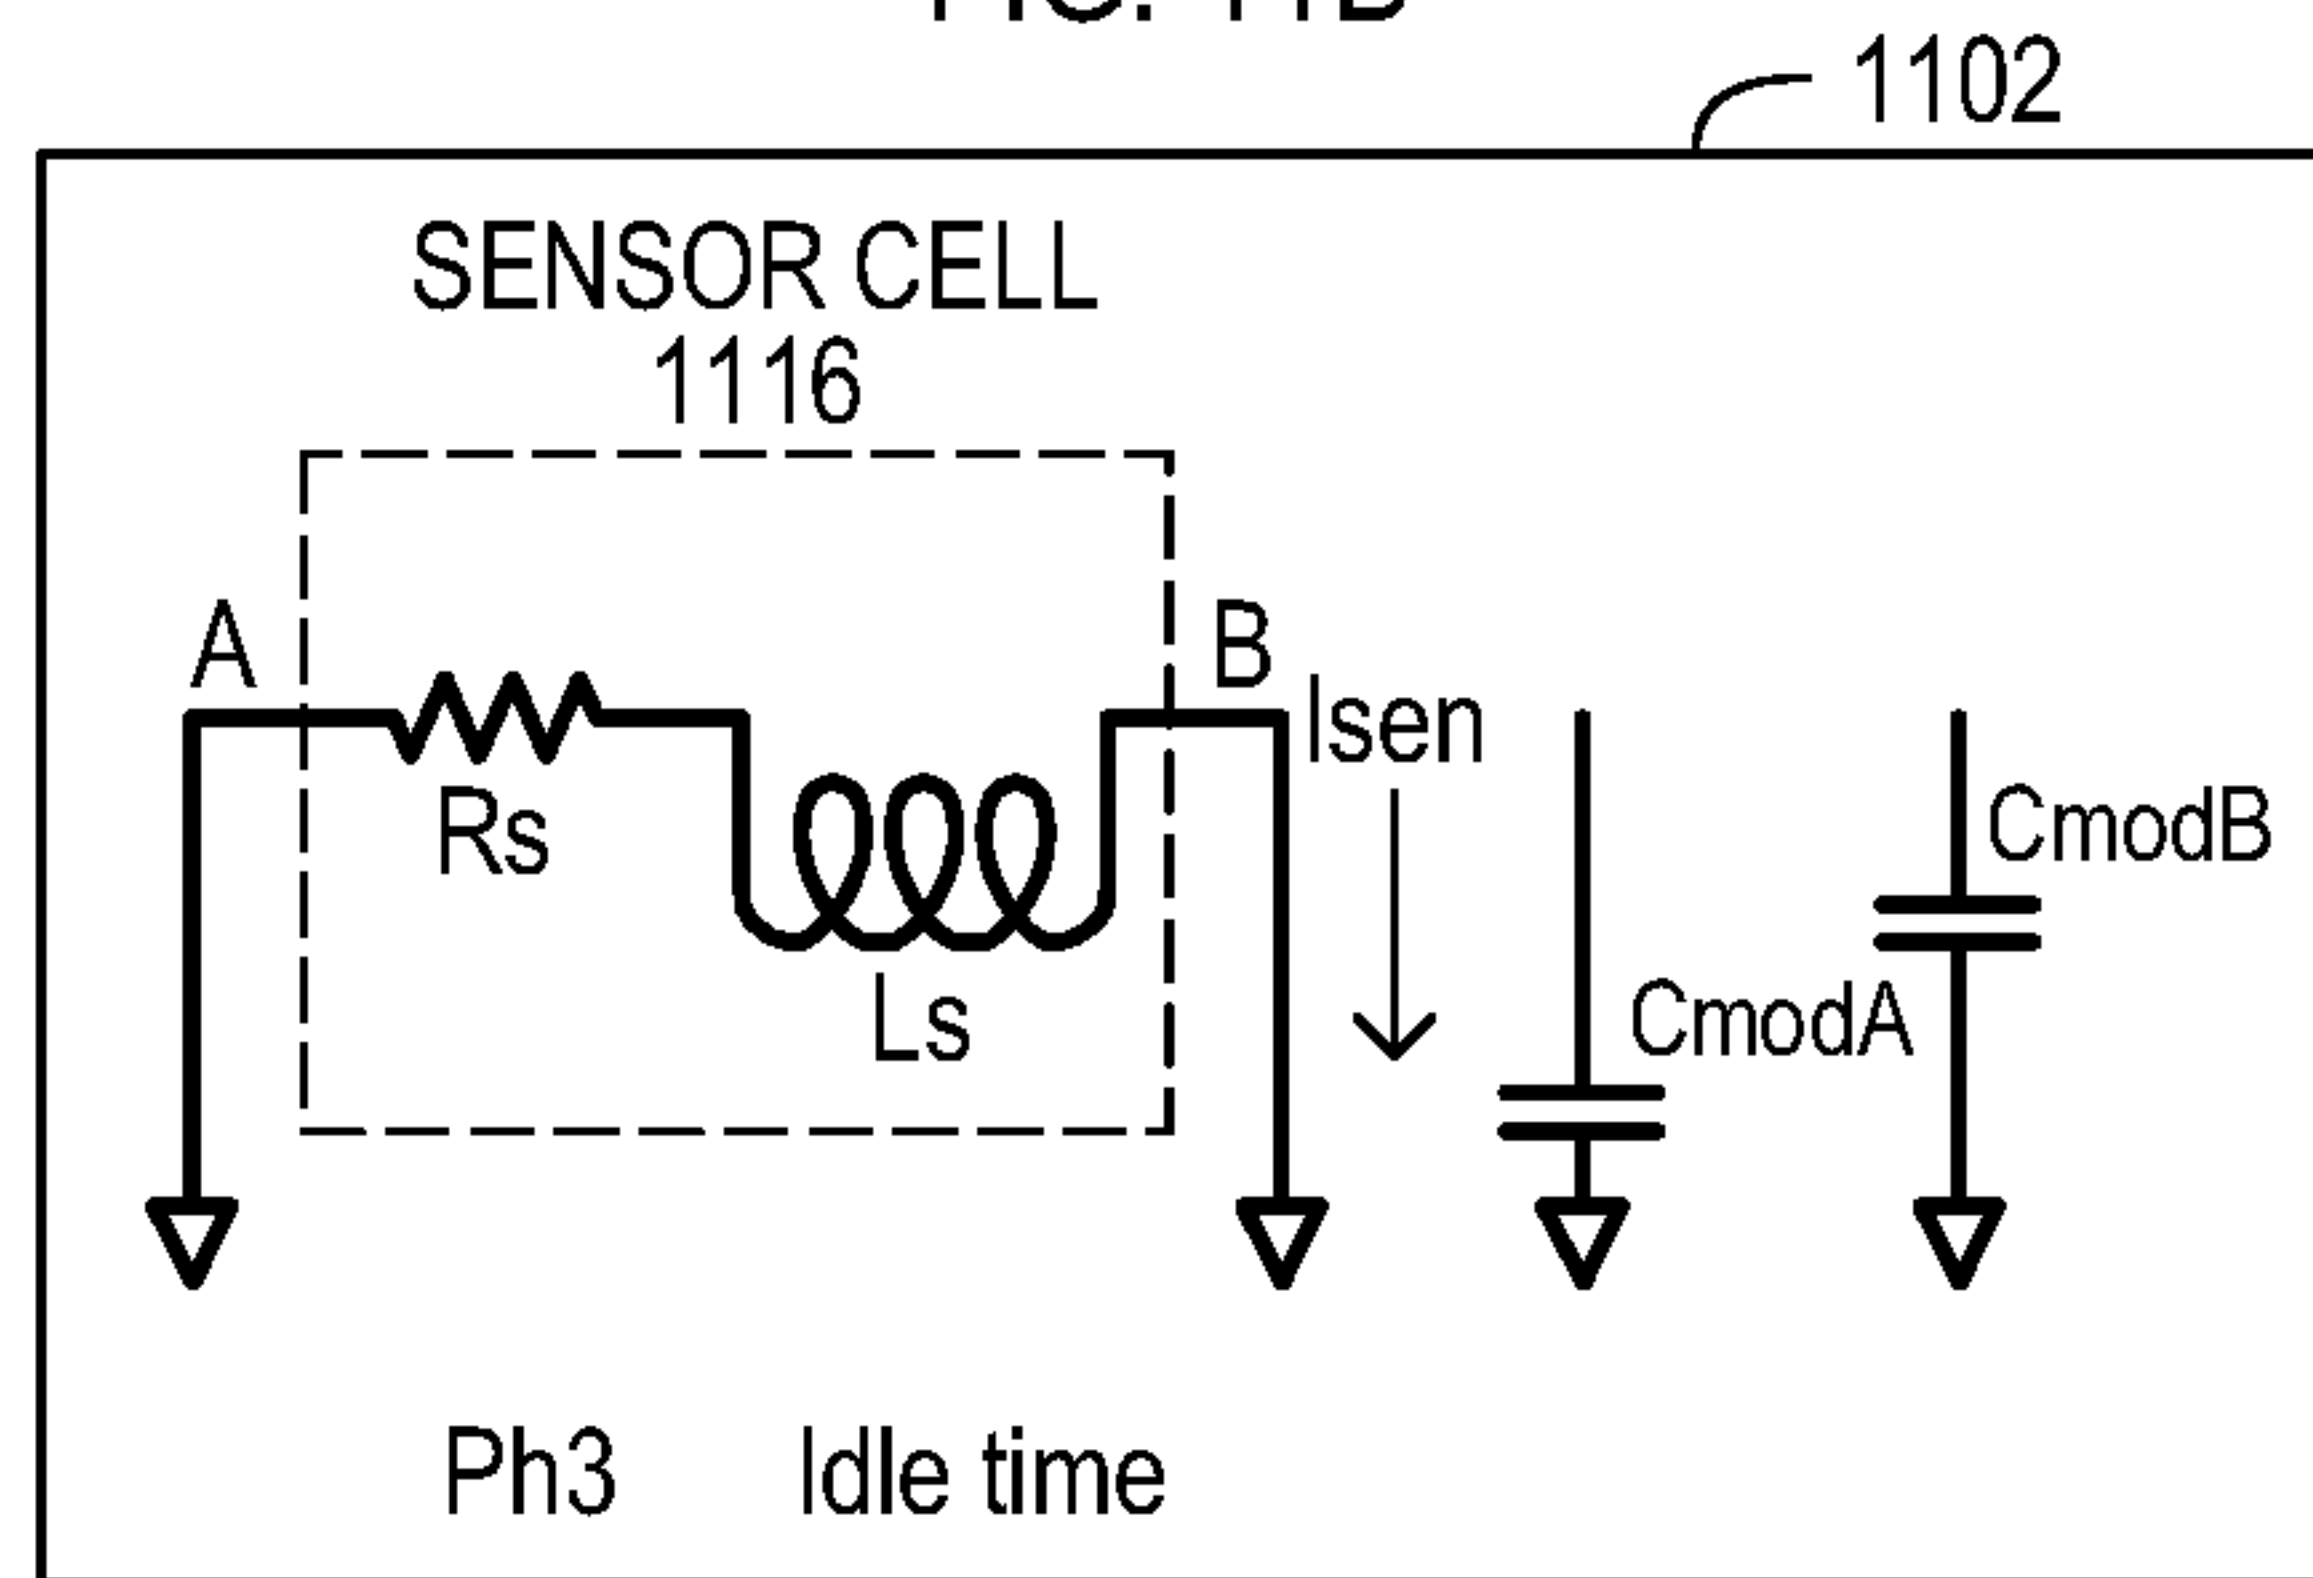 1102
SENSOR CELL
1116
A
B
Isen
Rs
CmodB
Ls
CmodA
Ph3 Idle time